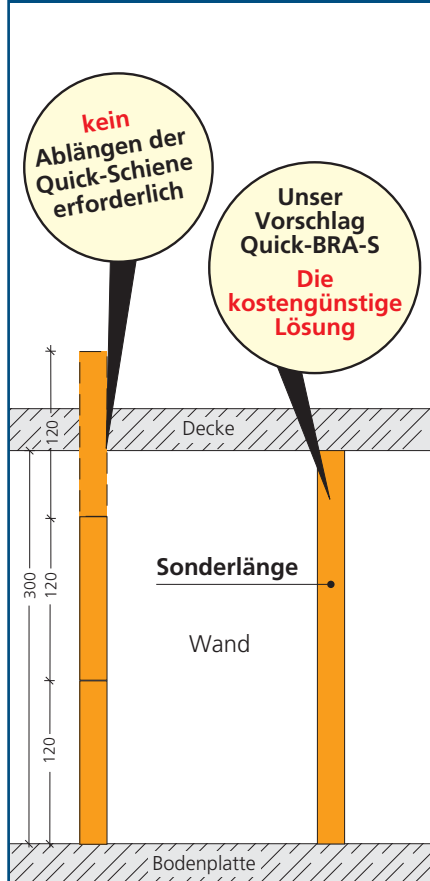 kein
Ablängen der
Quick-Schiene
erforderlich
Unser
Vorschlag
Quick-BRA-S
Die
kostengünstige
Lösung
120
Decke
300
120
Sonderlänge
Wand
120
Bodenplatte